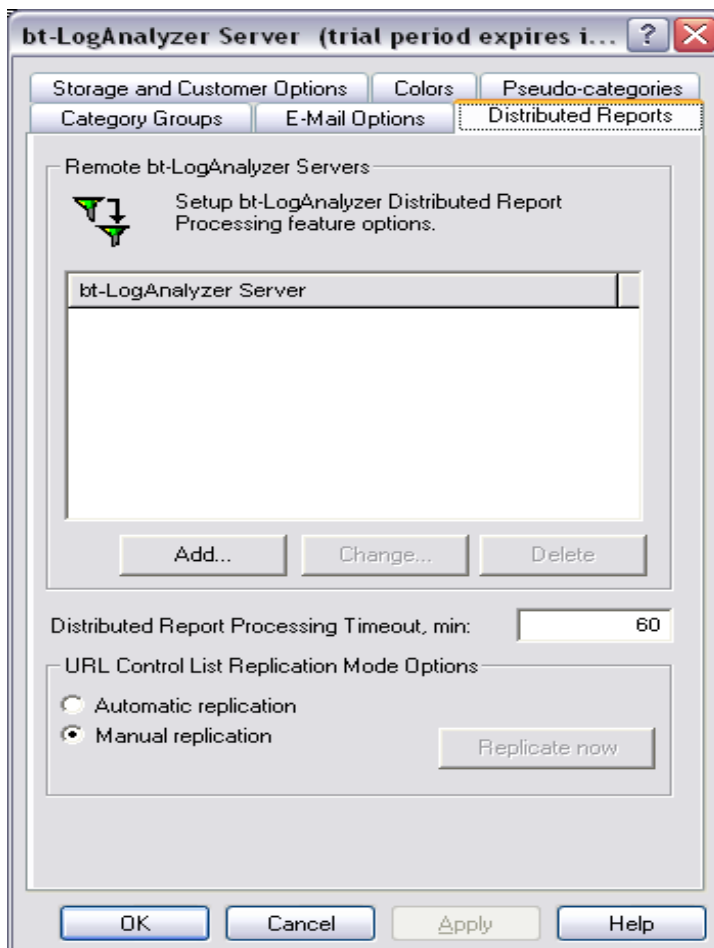 bt-LogAnalyzer Server (trial period expires i...
Storage and Customer Options
Colors
Pseudo-categories
Category Groups
E-Mail Options
Distributed Reports
Remote bt-LogAnalyzer Servers
Setup bt-LogAnalyzer Distributed Report
Processing feature options.
bt-LogAnalyzer Server
Add...
Change...
Delete
Distributed Report Processing Timeout, min:
60
URL Control List Replication Mode Options
Automatic replication
Manual replication
Replicate now
OK
Cancel
Apply
Help